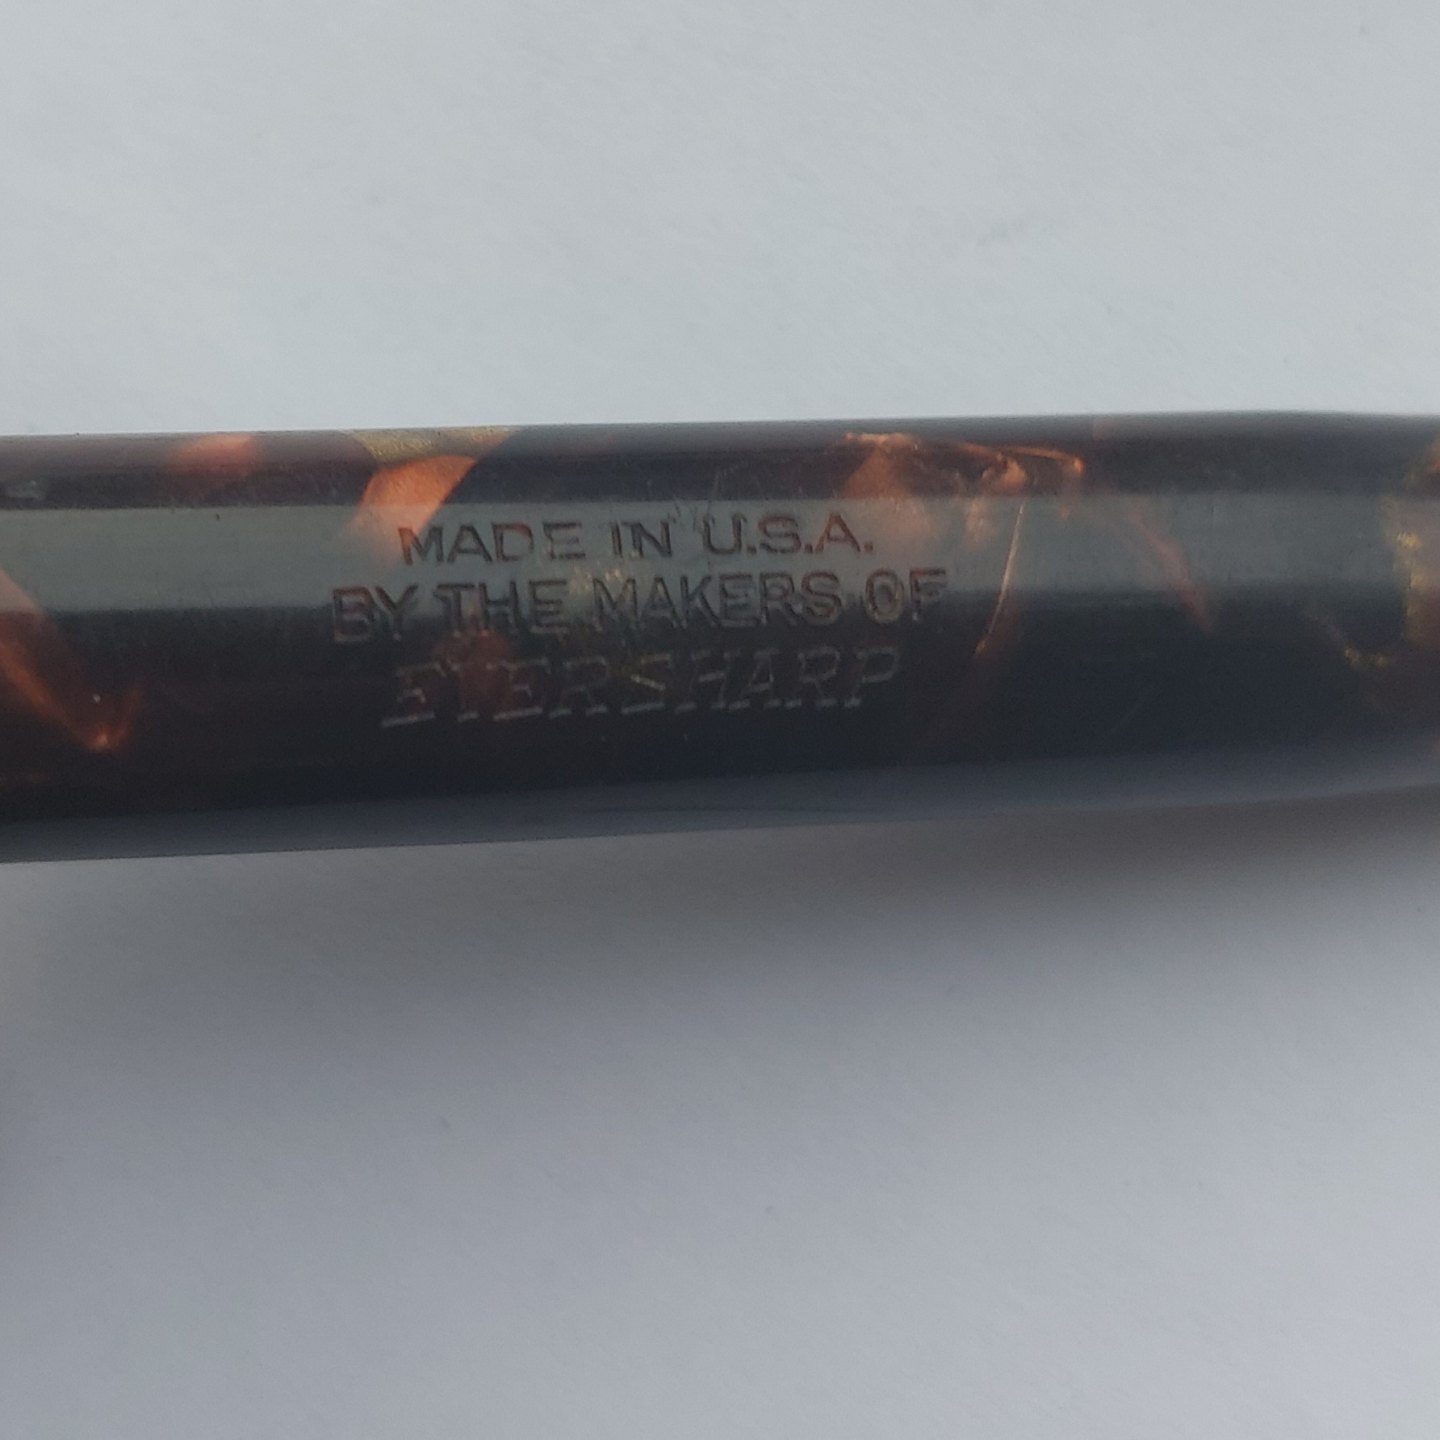 MADE IN U.S.A.
BY THE MAKERS OF
EVERSHARP